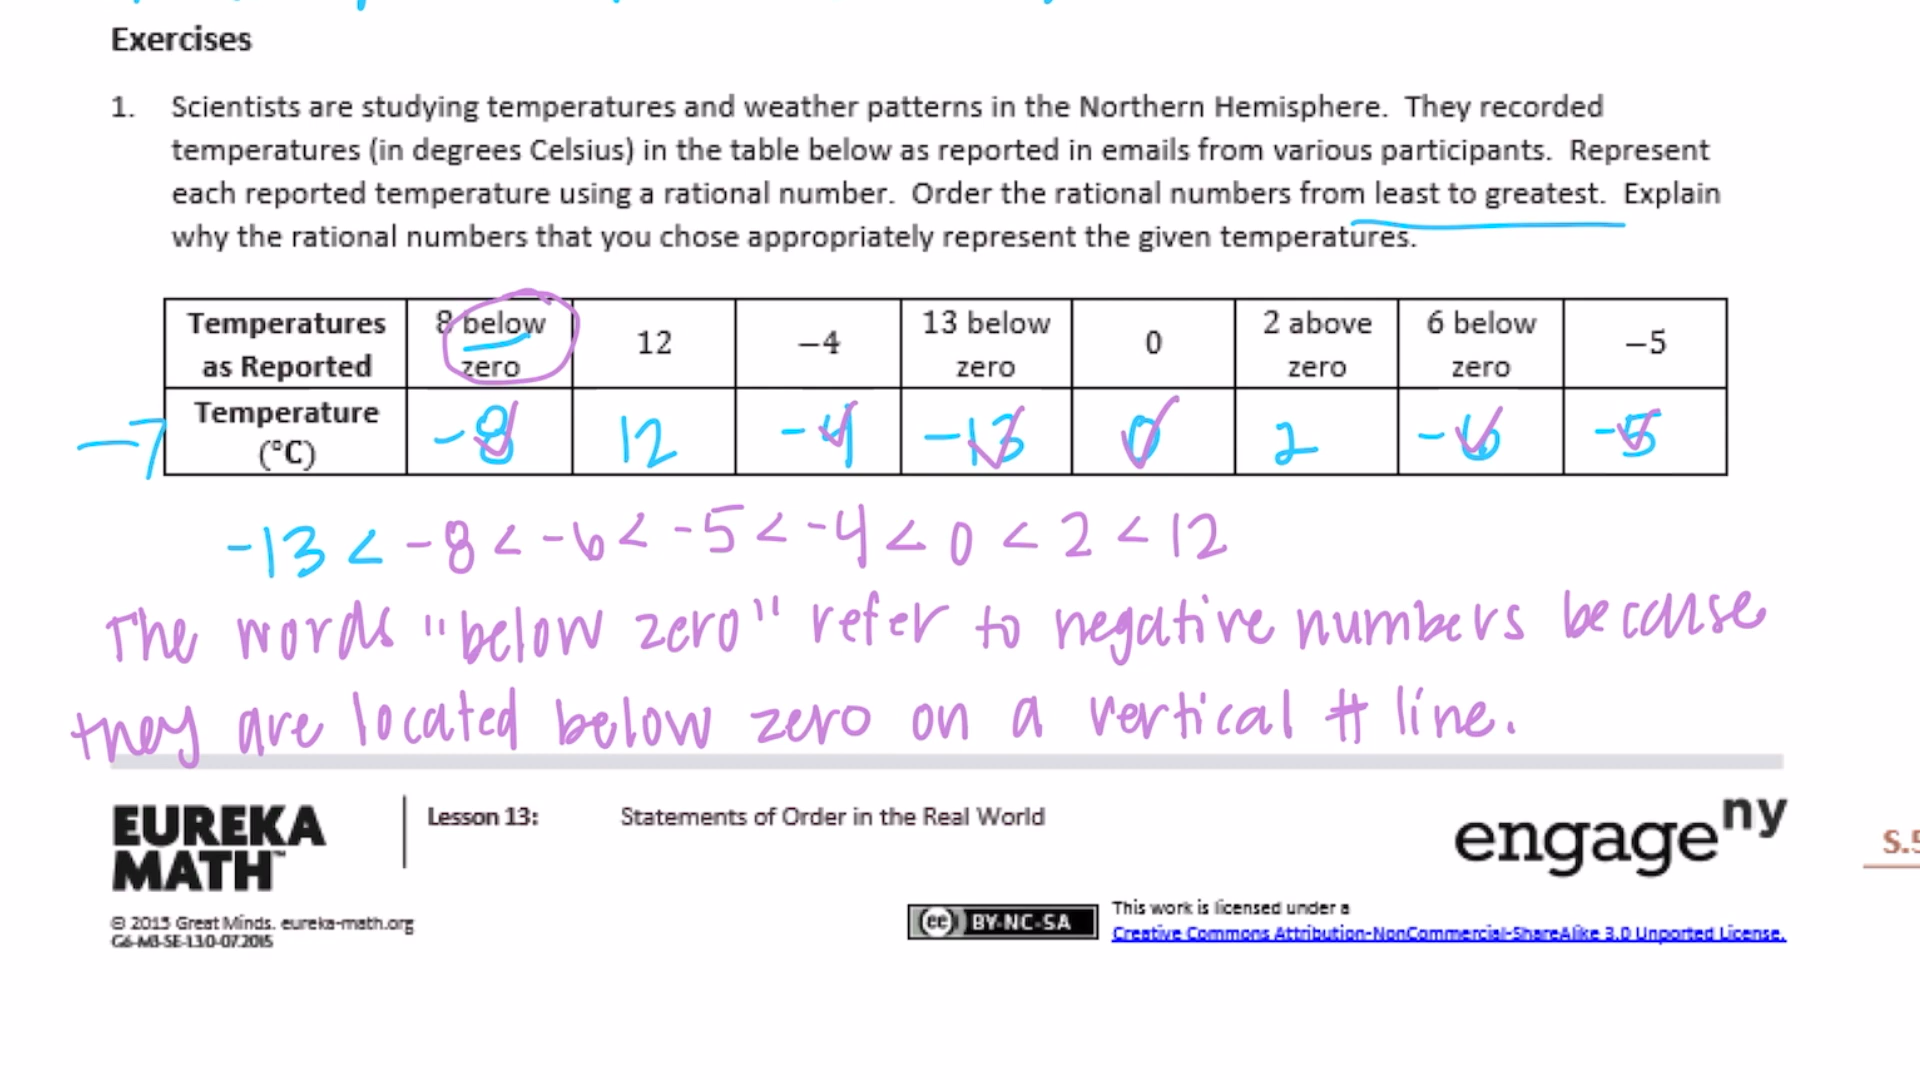 Exercises
1. Scientists are studying temperatures and weather patterns in the Northern Hemisphere. They recorded
temperatures (in degrees Celsius) in the table below as reported in emails from various participants. Represent
each reported temperature using a rational number. Order the rational numbers from least to greatest. Explain
why the rational numbers that you chose appropriately represent the given temperatures.
Temperatures as Reported 8 below zero 12 −4 13 below zero 0 2 above zero 6 below zero −5
-7 Temperature (°C) -8 12 -4 -13 0 2 -6 -5
-13 < -8 < -6 < -5 < -4 < 0 < 2 < 12
The words "below zero" refer to negative numbers because
they are located below zero on a vertical # line.
EUREKA
MATH™
Lesson 13: Statements of Order in the Real World
engage ny
S.5
© 2015 Great Minds. eureka-math.org
G6-M3-SE-1.3.0-07.2015
cc BY-NC-SA
This work is licensed under a
Creative Commons Attribution-NonCommercial-ShareAlike 3.0 Unported License.